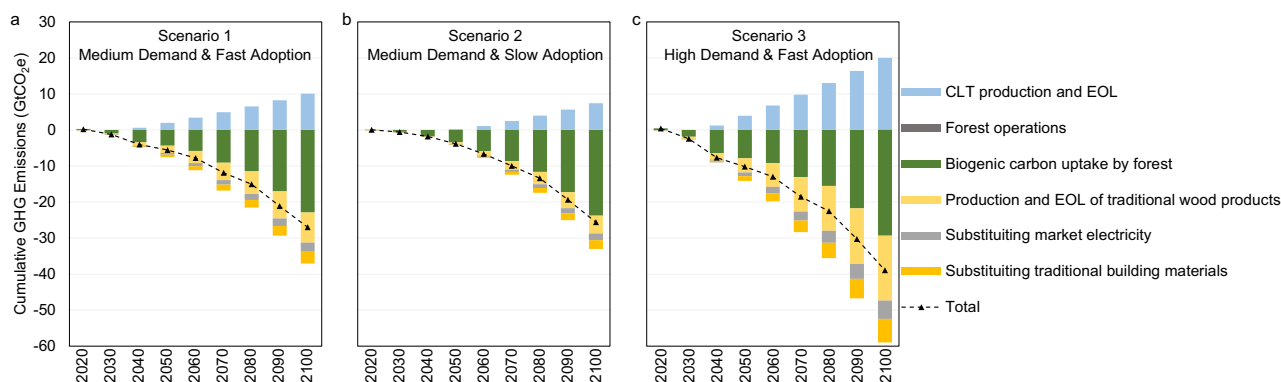 a
Scenario 1
Medium Demand & Fast Adoption
b
Scenario 2
Medium Demand & Slow Adoption
c
Scenario 3
High Demand & Fast Adoption
Cumulative GHG Emissions (GtCO₂e)
30
20
10
0
-10
-20
-30
-40
-50
-60
2020 2030 2040 2050 2060 2070 2080 2090 2100
2020 2030 2040 2050 2060 2070 2080 2090 2100
2020 2030 2040 2050 2060 2070 2080 2090 2100
CLT production and EOL
Forest operations
Biogenic carbon uptake by forest
Production and EOL of traditional wood products
Substituiting market electricity
Substituiting traditional building materials
Total